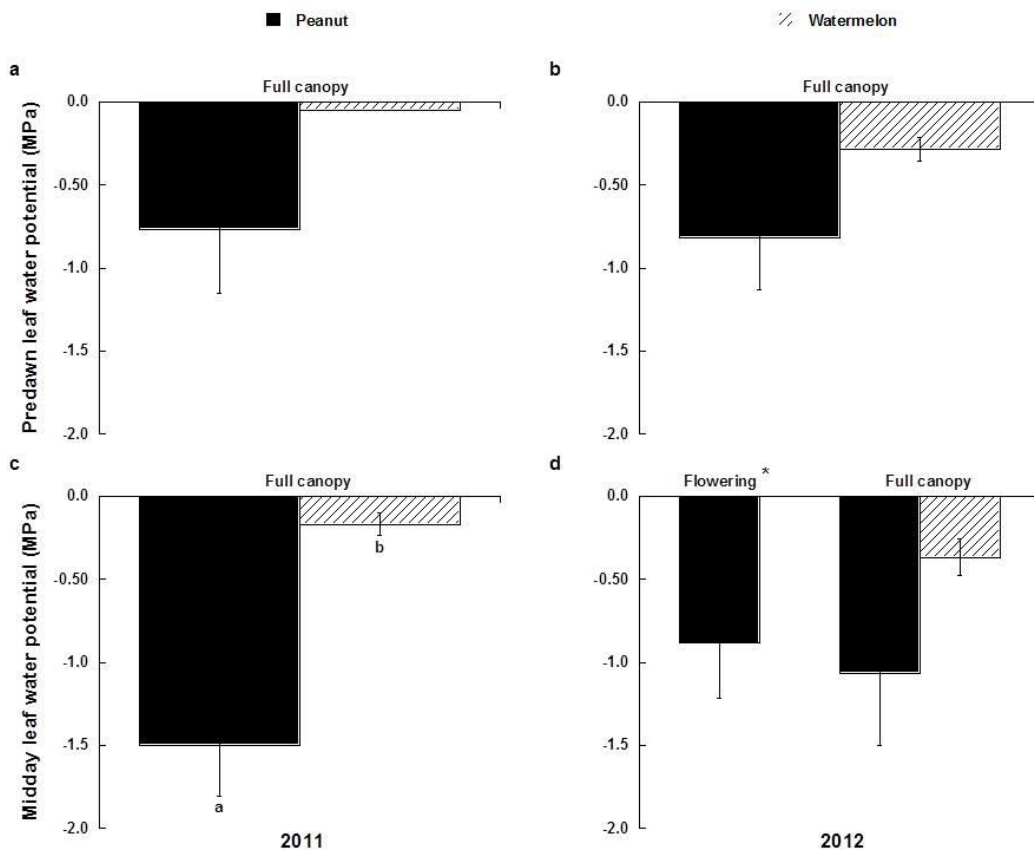 Peanut
Watermelon
a
b
Full canopy
Full canopy
Predawn leaf water potential (MPa)
0.0
-0.50
-1.0
-1.5
-2.0
0.0
-0.50
-1.0
-1.5
-2.0
c
d
Full canopy
Flowering *
Full canopy
Midday leaf water potential (MPa)
0.0
-0.50
-1.0
-1.5
-2.0
b
a
0.0
-0.50
-1.0
-1.5
-2.0
2011
2012